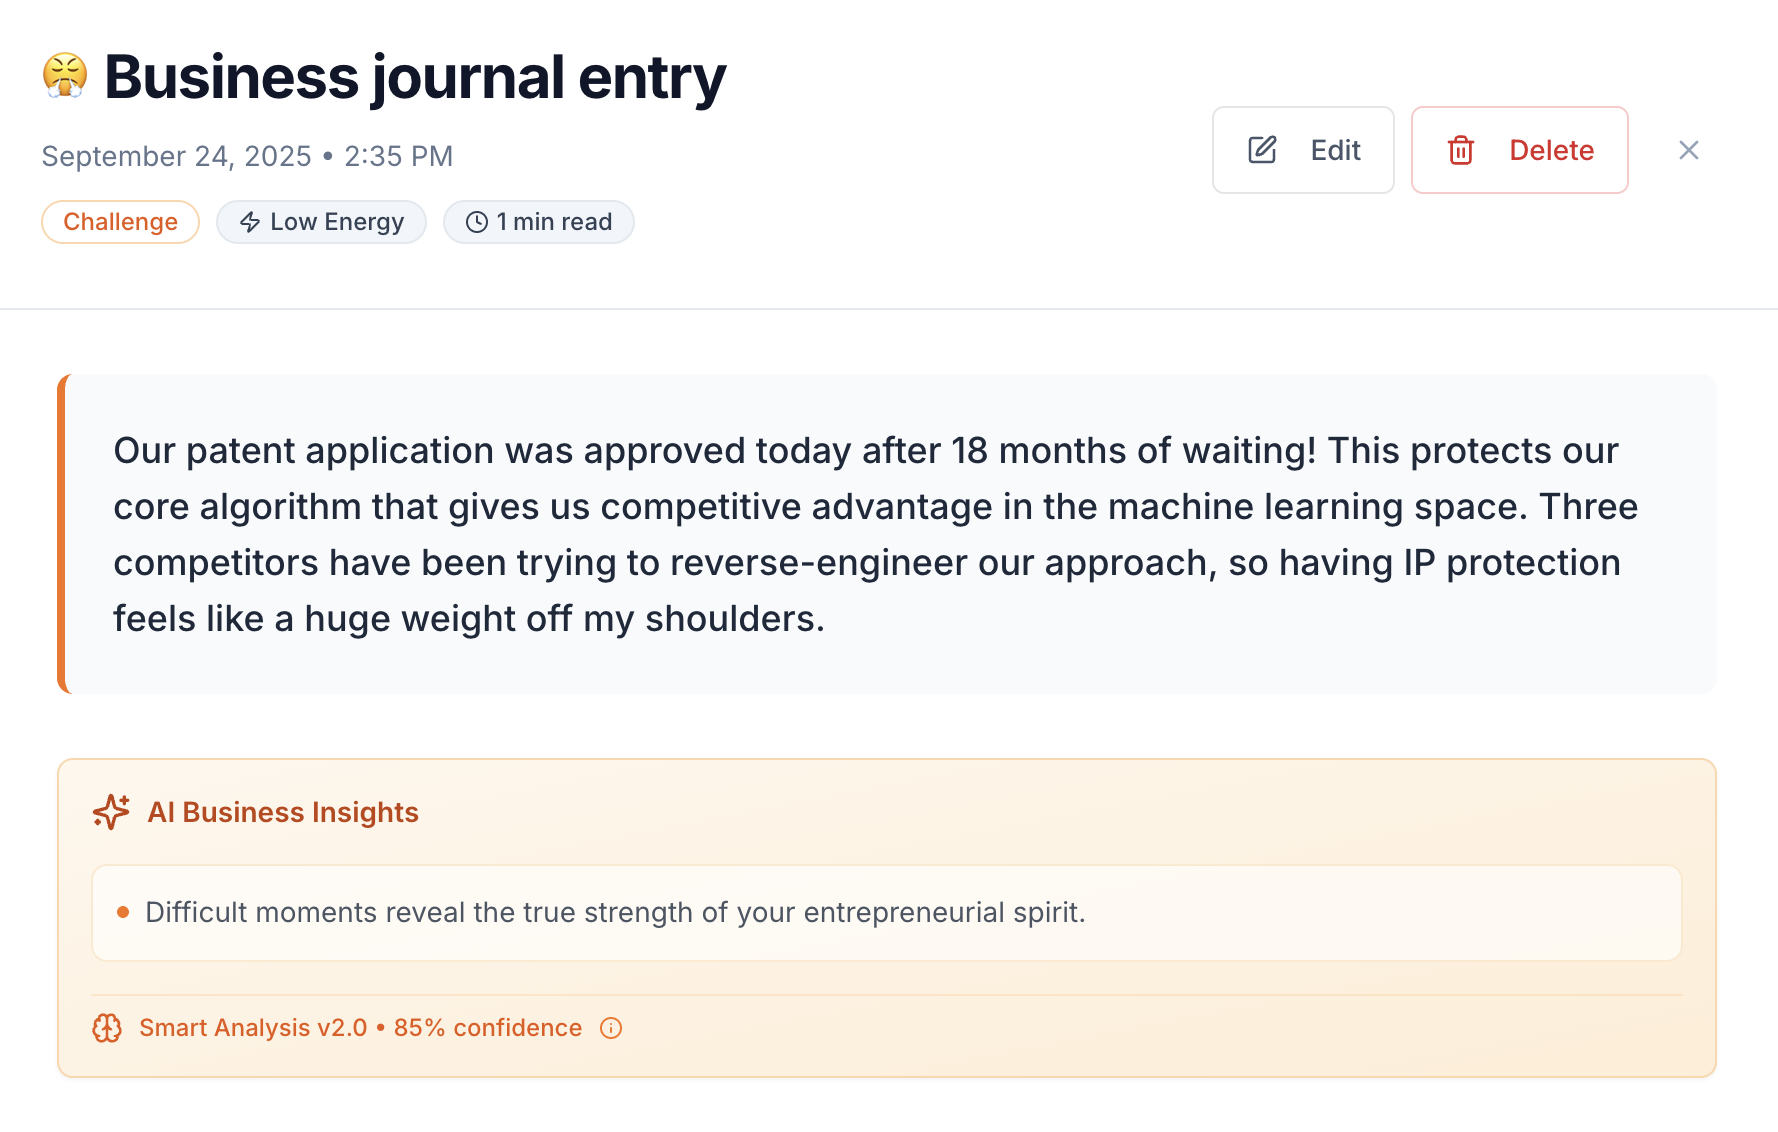 😤 Business journal entry
September 24, 2025 • 2:35 PM
Challenge
Low Energy
1 min read
Edit
Delete
Our patent application was approved today after 18 months of waiting! This protects our
core algorithm that gives us competitive advantage in the machine learning space. Three
competitors have been trying to reverse-engineer our approach, so having IP protection
feels like a huge weight off my shoulders.
AI Business Insights
• Difficult moments reveal the true strength of your entrepreneurial spirit.
Smart Analysis v2.0 • 85% confidence